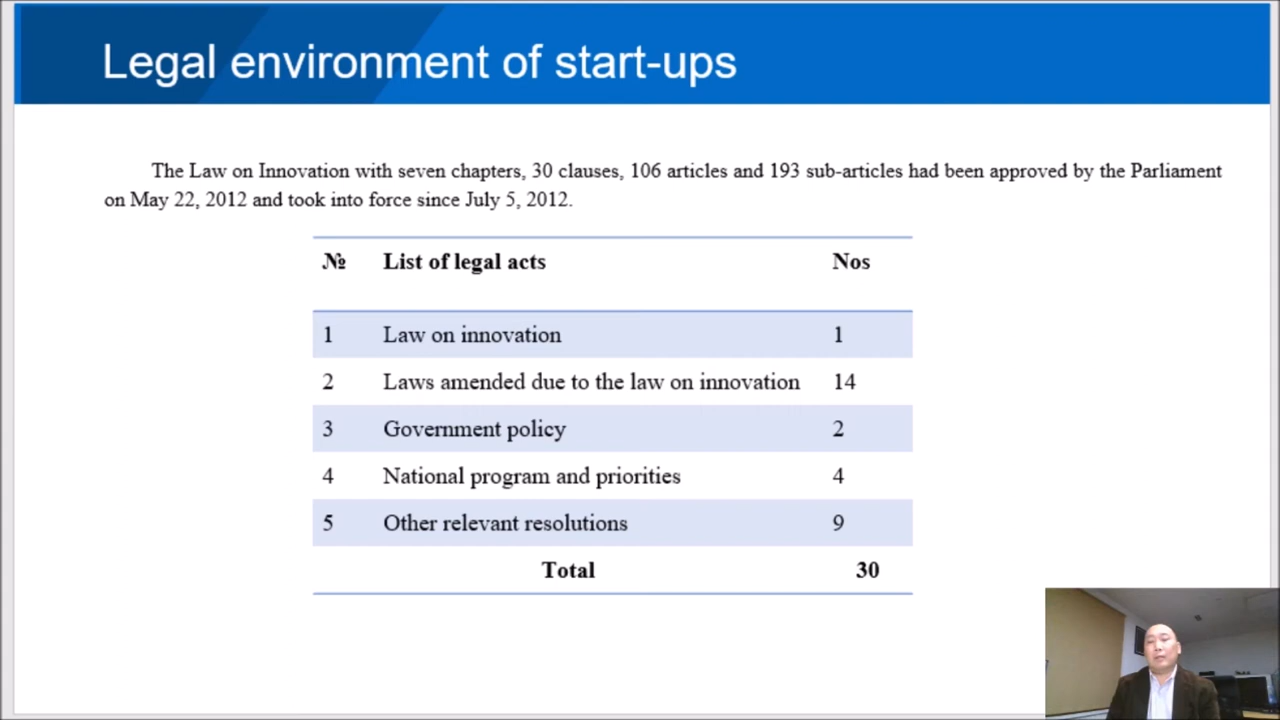 Legal environment of start-ups
The Law on Innovation with seven chapters, 30 clauses, 106 articles and 193 sub-articles had been approved by the Parliament
on May 22, 2012 and took into force since July 5, 2012.
№ List of legal acts Nos
1 Law on innovation 1
2 Laws amended due to the law on innovation 14
3 Government policy 2
4 National program and priorities 4
5 Other relevant resolutions 9
Total 30